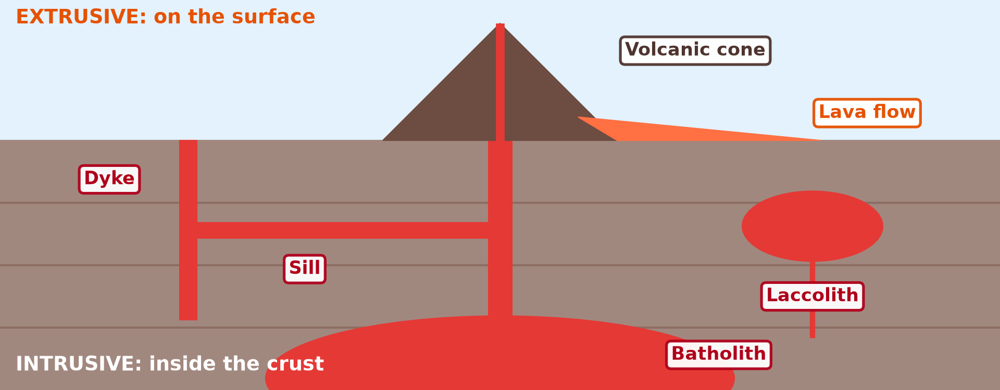 EXTRUSIVE: on the surface
Volcanic cone
Lava flow
Dyke
Sill
Laccolith
Batholith
INTRUSIVE: inside the crust